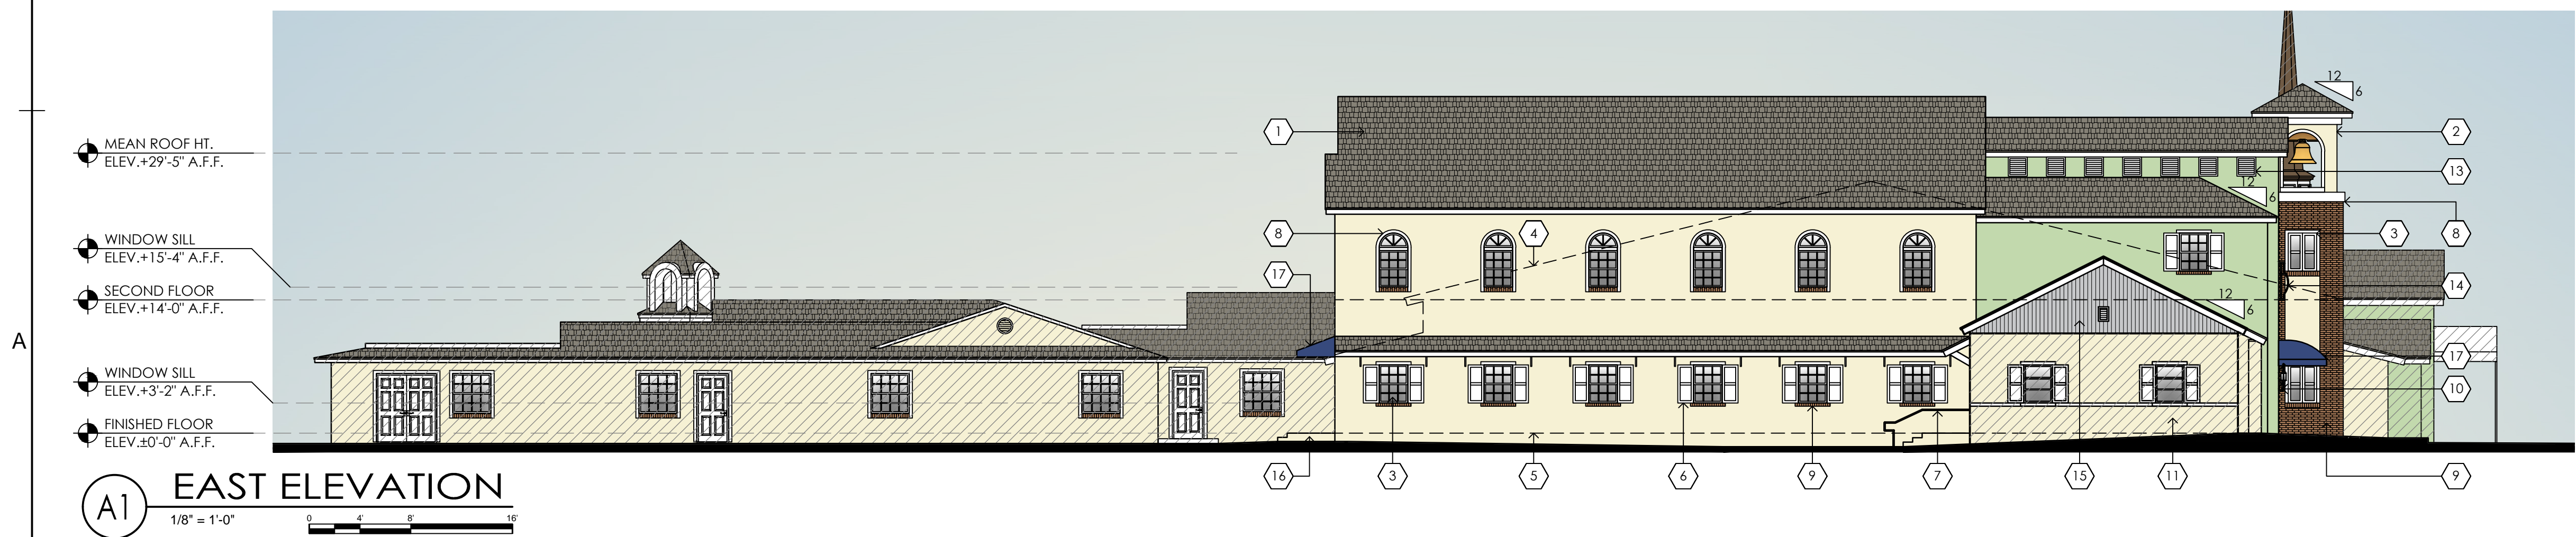 12
6
1
2
MEAN ROOF HT.
ELEV.+29'-5" A.F.F.
13
12
6
8
4
3
8
WINDOW SILL
ELEV.+15'-4" A.F.F.
17
14
SECOND FLOOR
ELEV.+14'-0" A.F.F.
12
6
A
17
WINDOW SILL
ELEV.+3'-2" A.F.F.
10
FINISHED FLOOR
ELEV.±0'-0" A.F.F.
16
3
5
6
9
7
15
11
9
A1
EAST ELEVATION
1/8" = 1'-0"
0 4' 8' 16'